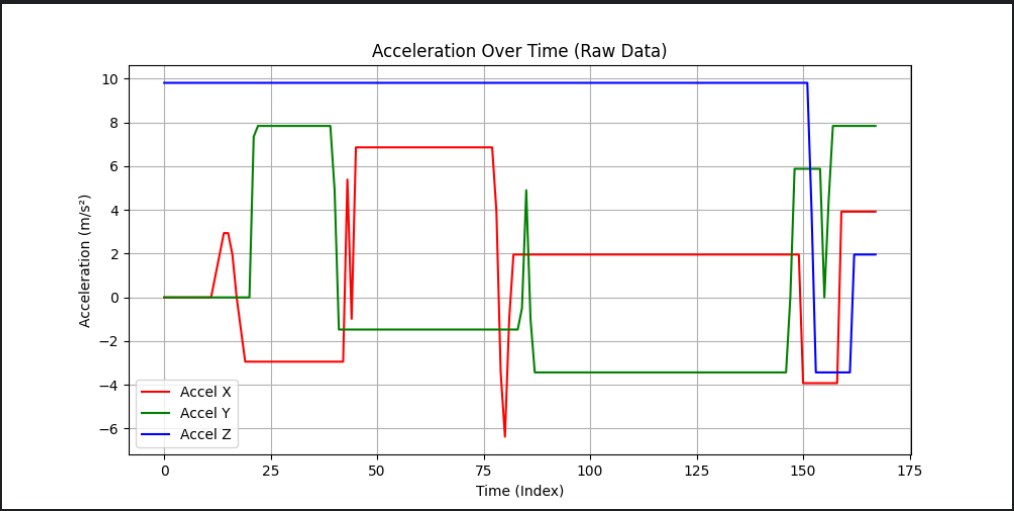 Acceleration Over Time (Raw Data)
Acceleration (m/s²)
10
8
6
4
2
0
−2
−4
−6
Accel X
Accel Y
Accel Z
0 25 50 75 100 125 150 175
Time (Index)